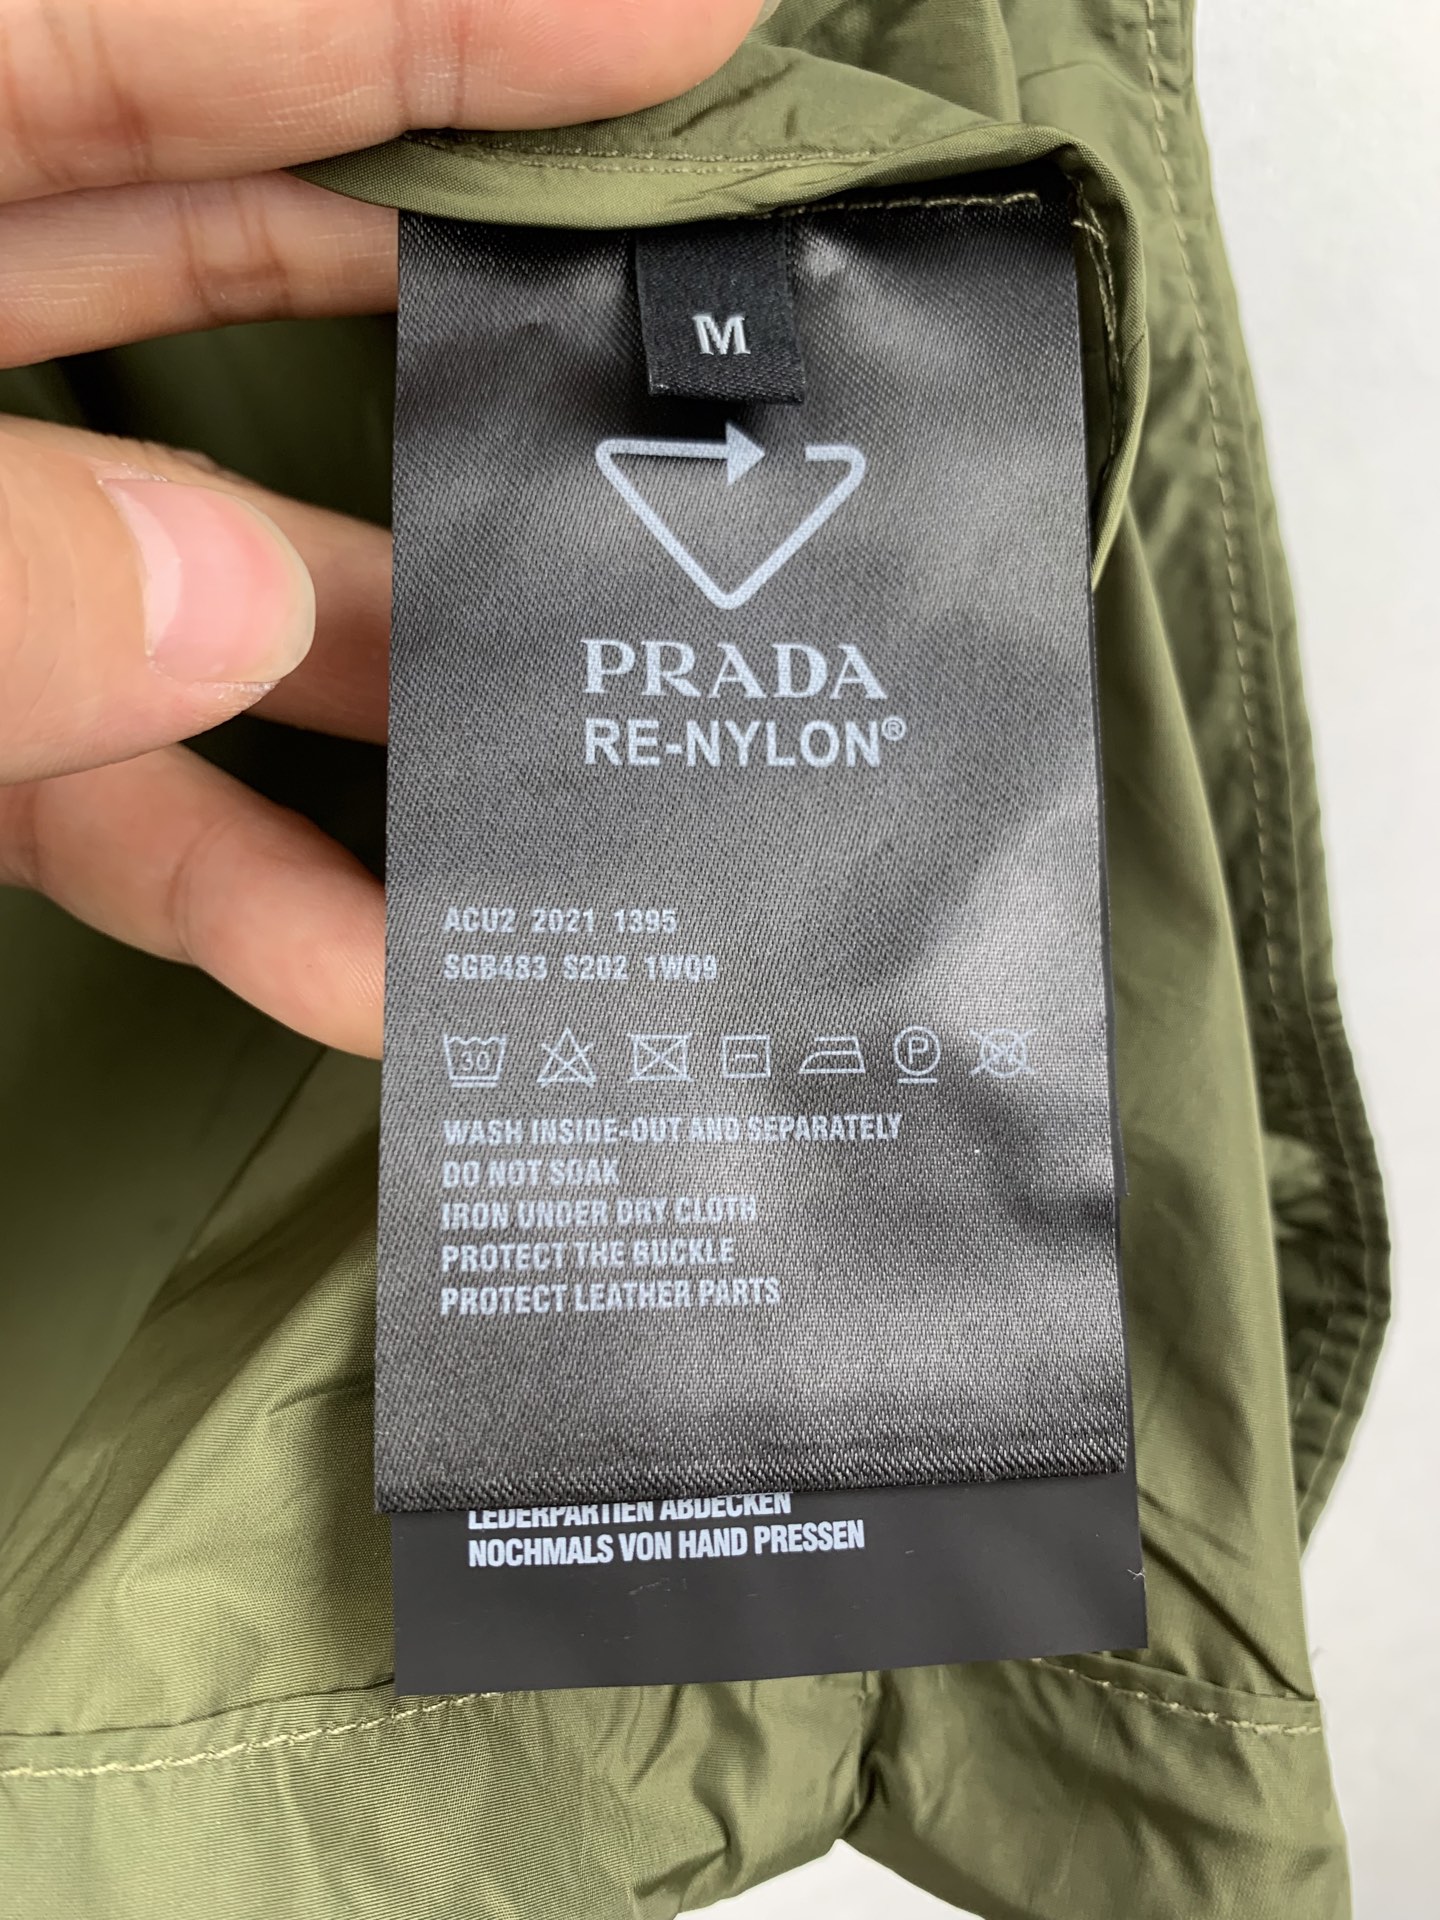 M
PRADA
RE-NYLON®
ACU2 2021 1395
SGB483 S202 1WQ9
30 P
WASH INSIDE-OUT AND SEPARATELY
DO NOT SOAK
IRON UNDER DRY CLOTH
PROTECT THE BUCKLE
PROTECT LEATHER PARTS
LEDERPARTIEN ABDECKEN
NOCHMALS VON HAND PRESSEN